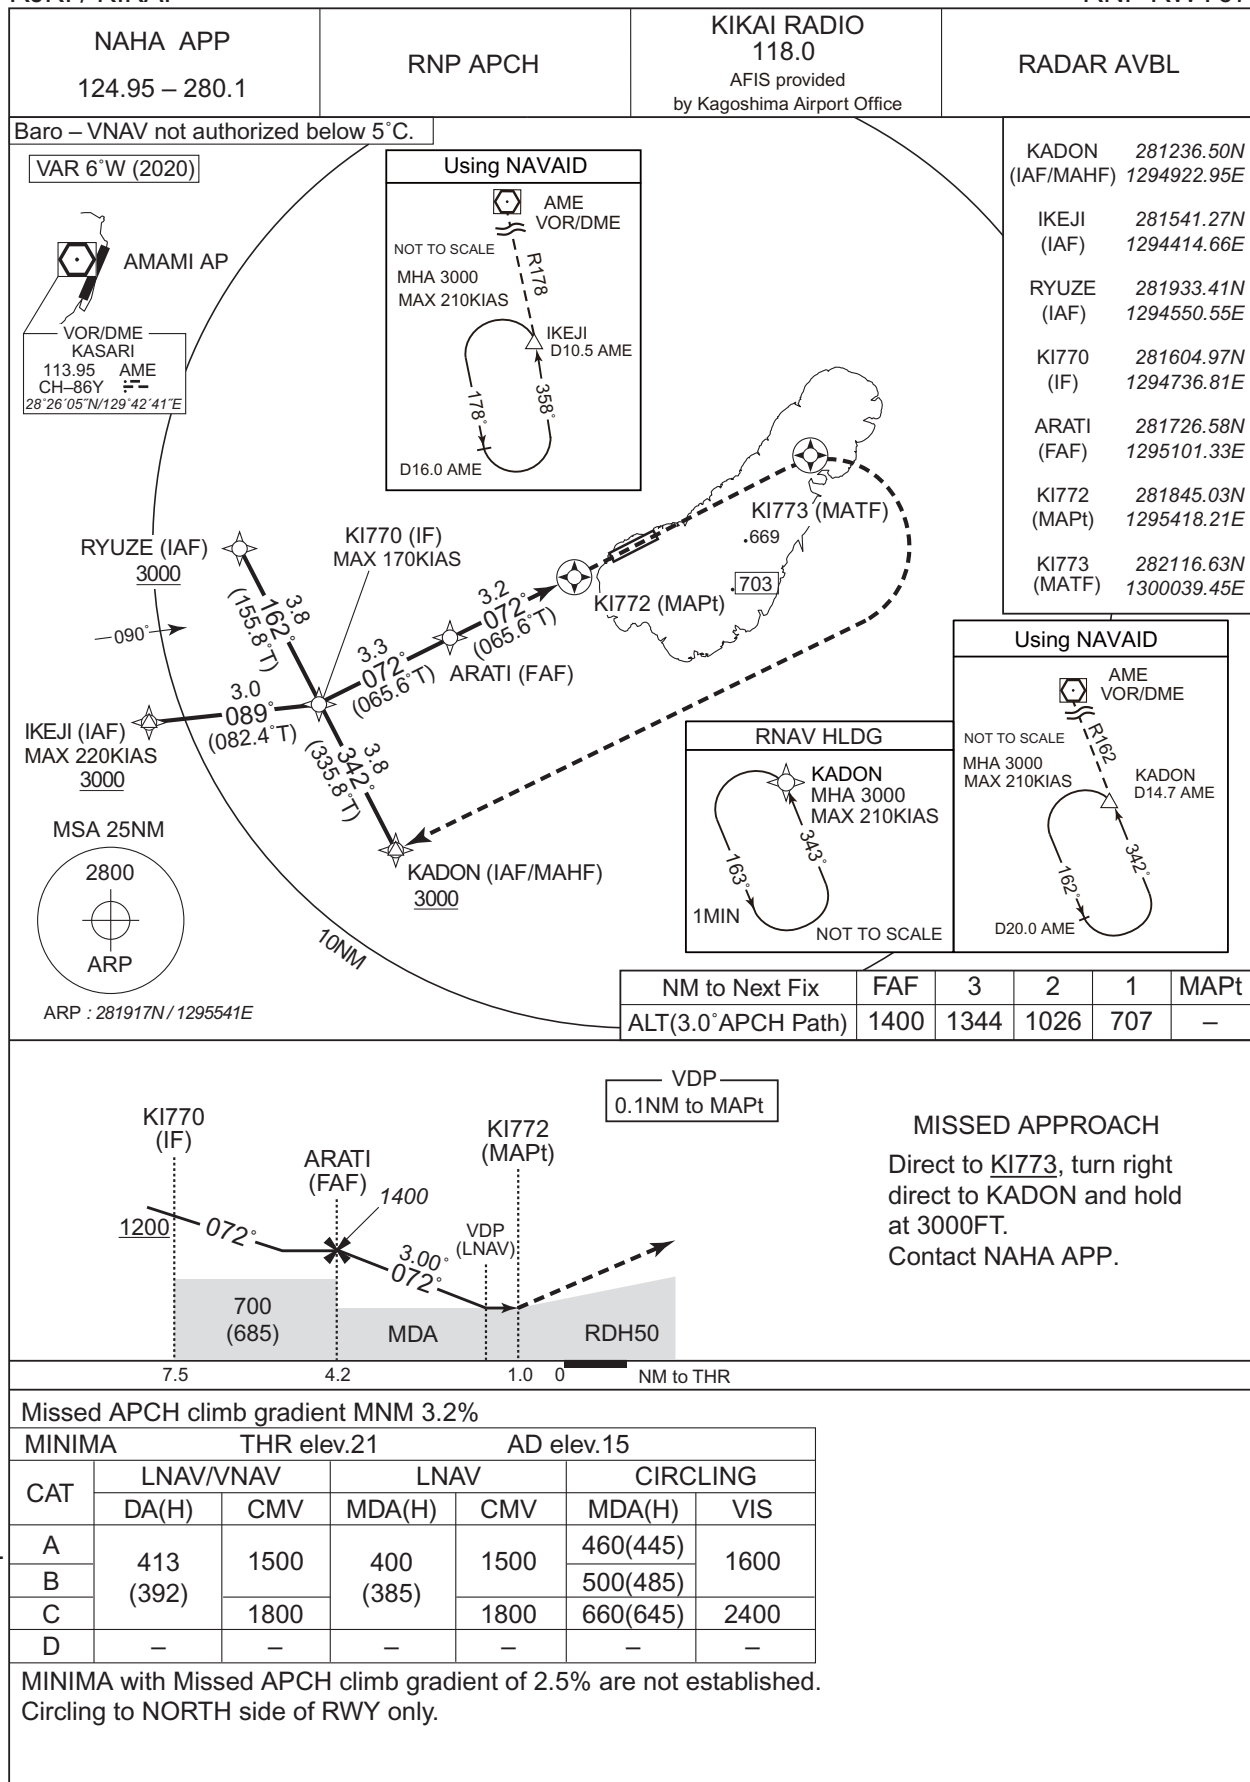 NAHA APP
124.95 – 280.1
RNP APCH
KIKAI RADIO
118.0
AFIS provided
by Kagoshima Airport Office
RADAR AVBL
Baro – VNAV not authorized below 5˚C.
VAR 6˚W (2020)
AMAMI AP
VOR/DME
KASARI
113.95 AME
CH–86Y
28˚26´05˝N/129˚42´41˝E
Using NAVAID
AME
VOR/DME
NOT TO SCALE
MHA 3000
MAX 210KIAS
R178
IKEJI
D10.5 AME
178˚
358˚
D16.0 AME
KADON 281236.50N
(IAF/MAHF) 1294922.95E
IKEJI 281541.27N
(IAF) 1294414.66E
RYUZE 281933.41N
(IAF) 1294550.55E
KI770 281604.97N
(IF) 1294736.81E
ARATI 281726.58N
(FAF) 1295101.33E
KI772 281845.03N
(MAPt) 1295418.21E
KI773 282116.63N
(MATF) 1300039.45E
RYUZE (IAF)
3000
KI770 (IF)
MAX 170KIAS
3.8
162˚
(155.8˚T)
090˚
3.0
089˚
(082.4˚T)
IKEJI (IAF)
MAX 220KIAS
3000
3.3
072˚
(065.6˚T)
ARATI (FAF)
3.2
072˚
(065.6˚T)
KI772 (MAPt)
KI773 (MATF)
669
703
3.8
342˚
(335.8˚T)
KADON (IAF/MAHF)
3000
10NM
MSA 25NM
2800
ARP
ARP : 281917N / 1295541E
RNAV HLDG
KADON
MHA 3000
MAX 210KIAS
163˚
343˚
1MIN
NOT TO SCALE
Using NAVAID
AME
VOR/DME
NOT TO SCALE
MHA 3000
MAX 210KIAS
R162
KADON
D14.7 AME
162˚
342˚
D20.0 AME
NM to Next Fix FAF 3 2 1 MAPt
ALT(3.0˚APCH Path) 1400 1344 1026 707 –
VDP
0.1NM to MAPt
KI770
(IF)
ARATI
(FAF)
1400
KI772
(MAPt)
1200
072˚
3.00˚
072˚
VDP
(LNAV)
700
(685)
MDA
RDH50
7.5 4.2 1.0 0 NM to THR
MISSED APPROACH
Direct to KI773, turn right
direct to KADON and hold
at 3000FT.
Contact NAHA APP.
Missed APCH climb gradient MNM 3.2%
MINIMA THR elev.21 AD elev.15
CAT LNAV/VNAV LNAV CIRCLING
DA(H) CMV MDA(H) CMV MDA(H) VIS
A 413 (392) 1500 400 (385) 1500 460(445) 1600
B 500(485)
C 1800 1800 660(645) 2400
D – – – – – –
MINIMA with Missed APCH climb gradient of 2.5% are not established.
Circling to NORTH side of RWY only.